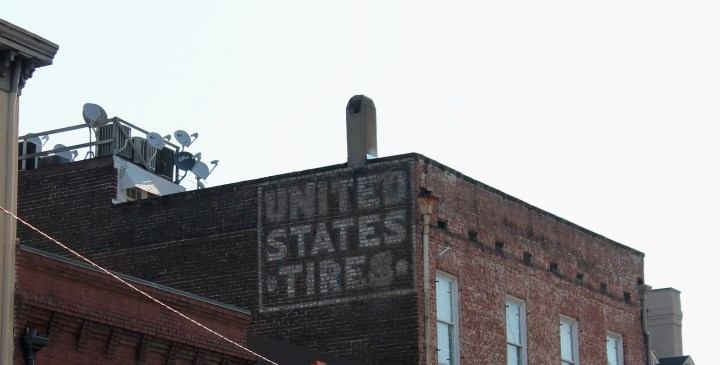 UNITED
STATES
•TIRES•